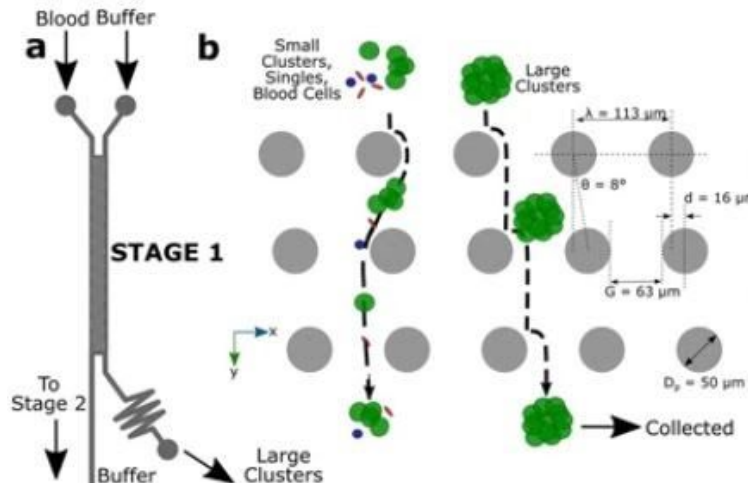 Blood Buffer
a
STAGE 1
To
Stage 2
Buffer
Large
Clusters
b
Small
Clusters,
Singles,
Blood Cells
Large
Clusters
λ = 113 µm
θ = 8°
d = 16 µ
G = 63 µm
x
y
Dₚ = 50 µm
Collected